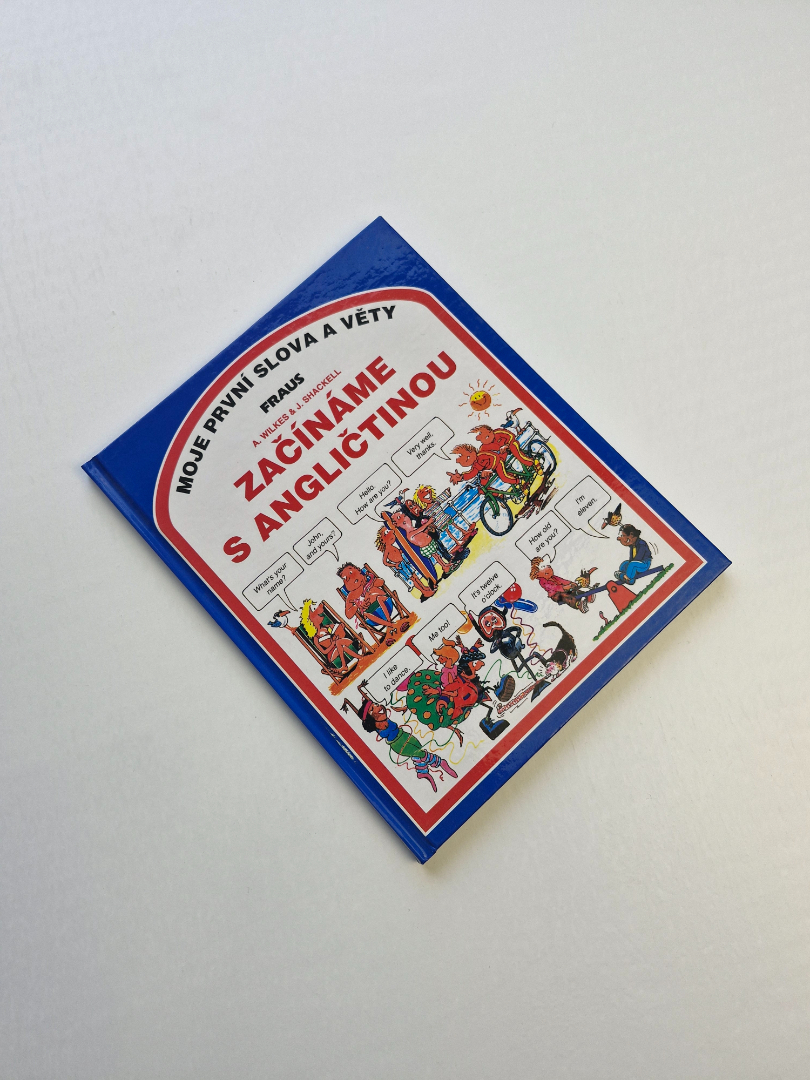 MOJE PRVNÍ SLOVA A VĚTY
FRAUS
A. WILKES & J. SHACKELL
ZAČÍNÁME
S ANGLIČTINOU
What's your
name?
John,
and yours?
Hello.
How are you?
Very well,
thanks.
I like
to dance.
Me too!
It's twelve
o'clock.
How old
are you?
I'm
eleven.